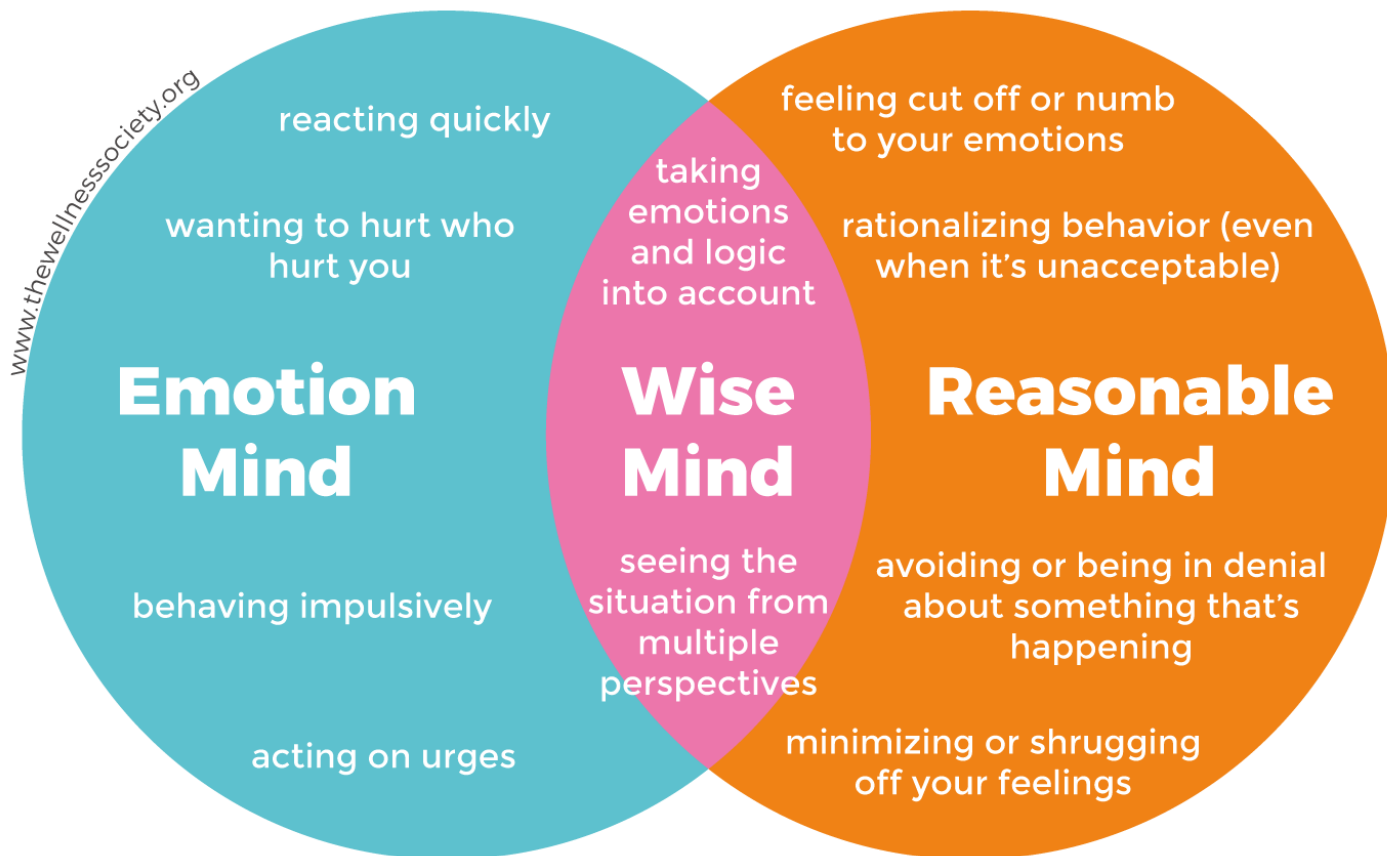 www.thewellnesssociety.org
reacting quickly
wanting to hurt who
hurt you
Emotion
Mind
behaving impulsively
acting on urges
taking
emotions
and logic
into account
Wise
Mind
seeing the
situation from
multiple
perspectives
feeling cut off or numb
to your emotions
rationalizing behavior (even
when it’s unacceptable)
Reasonable
Mind
avoiding or being in denial
about something that’s
happening
minimizing or shrugging
off your feelings